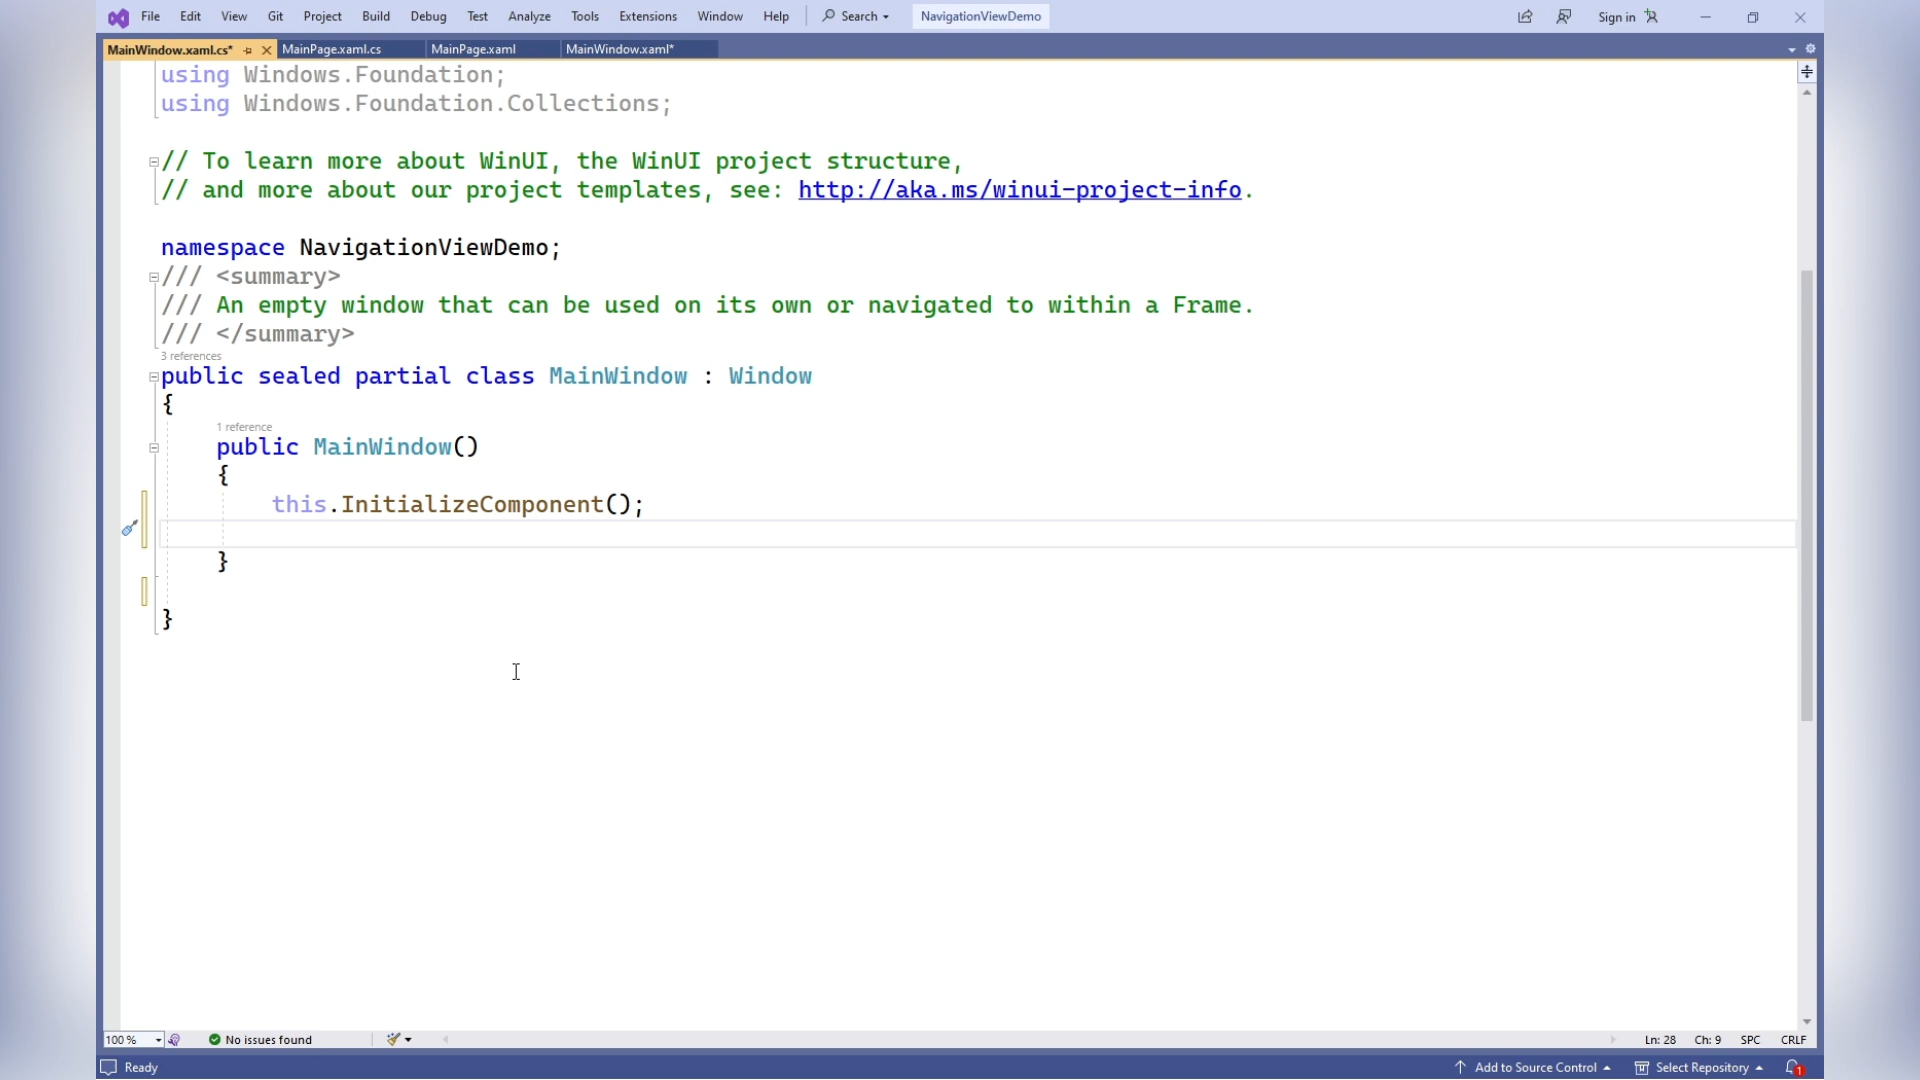 File Edit View Git Project Build Debug Test Analyze Tools Extensions Window Help Search NavigationViewDemo Sign in
MainWindow.xaml.cs* MainPage.xaml.cs MainPage.xaml MainWindow.xaml*
using Windows.Foundation;
using Windows.Foundation.Collections;
// To learn more about WinUI, the WinUI project structure,
// and more about our project templates, see: http://aka.ms/winui-project-info.
namespace NavigationViewDemo;
/// <summary>
/// An empty window that can be used on its own or navigated to within a Frame.
/// </summary>
3 references
public sealed partial class MainWindow : Window
{
1 reference
public MainWindow()
{
this.InitializeComponent();
}
}
100 % No issues found Ln: 28 Ch: 9 SPC CRLF
Ready Add to Source Control Select Repository 1